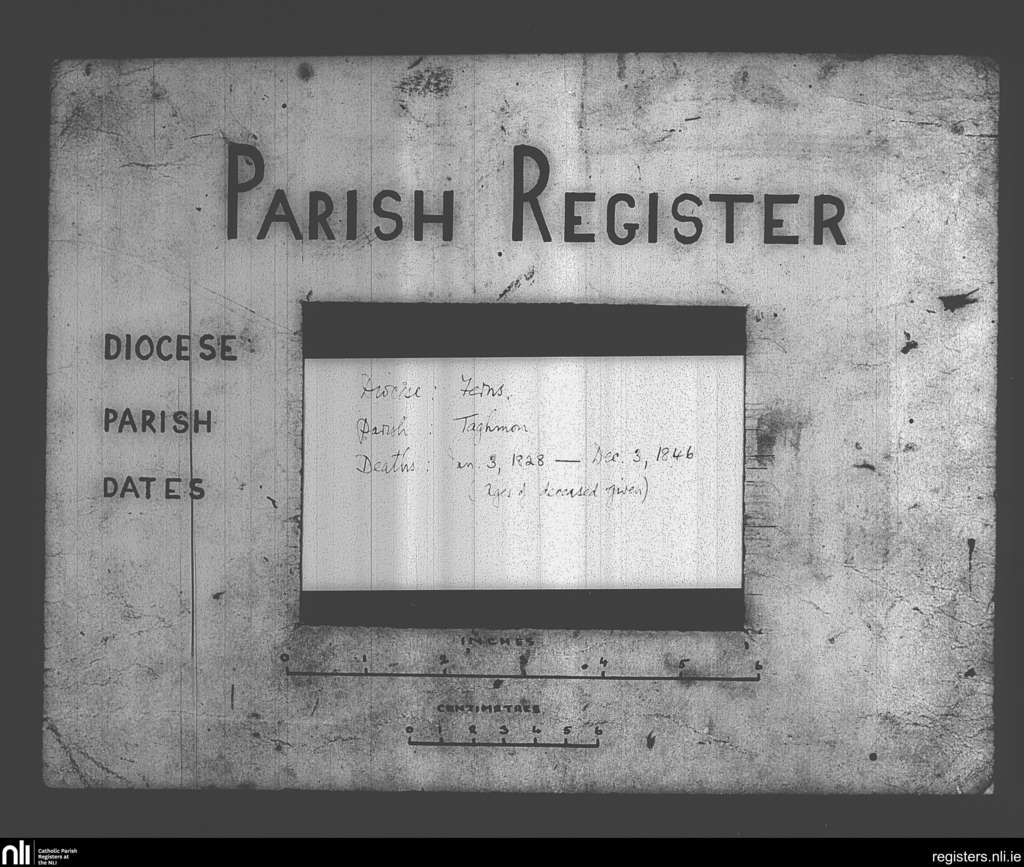 PARISH REGISTER
DIOCESE
PARISH
DATES
Diocese : Ferns.
Parish : Taghmon
Deaths : Jan. 3, 1828 — Dec. 3, 1846
(ages of deceased given)
INCHES
0 1 2 3 4 5 6
CENTIMETRES
0 1 2 3 4 5 6
nli
Catholic Parish
Registers at
the NLI
registers.nli.ie